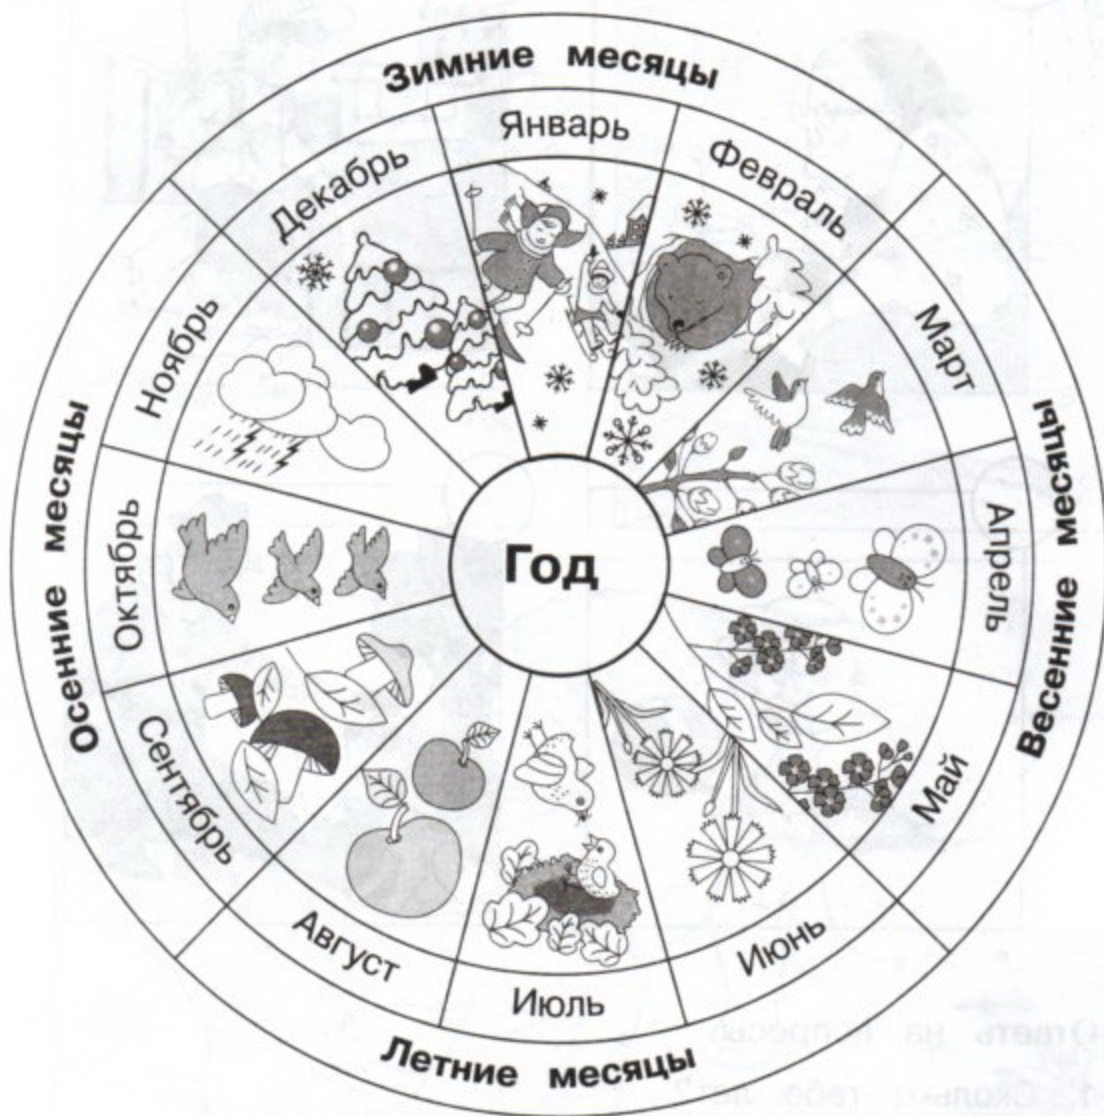 Зимние месяцы
Январь
Февраль
Декабрь
Март
Ноябрь
Весенние месяцы
Апрель
Осенние месяцы
Октябрь
Год
Май
Сентябрь
Июнь
Август
Июль
Летние месяцы